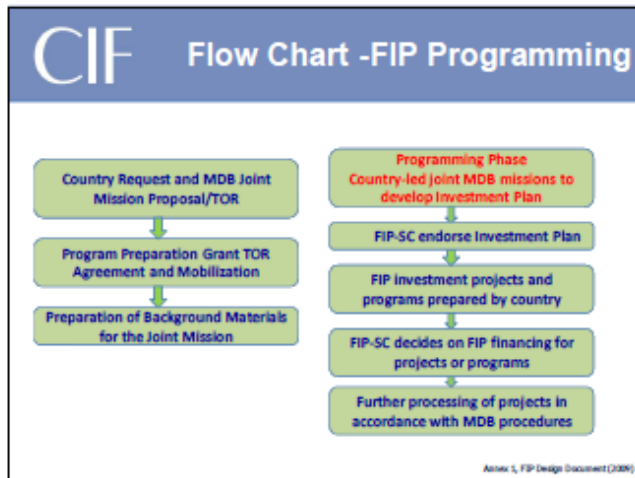 CIF
Flow Chart -FIP Programming
Country Request and MDB Joint
Mission Proposal/TOR
Program Preparation Grant TOR
Agreement and Mobilization
Preparation of Background Materials
for the Joint Mission
Programming Phase
Country-led joint MDB missions to
develop Investment Plan
FIP-SC endorse Investment Plan
FIP investment projects and
programs prepared by country
FIP-SC decides on FIP financing for
projects or programs
Further processing of projects in
accordance with MDB procedures
Annex 1, FIP Design Document (2009)